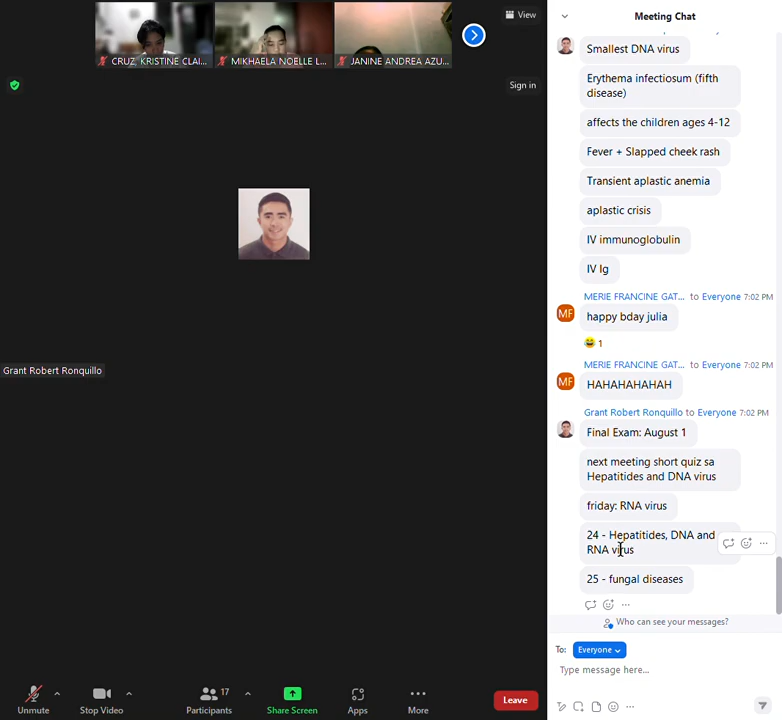 View
Meeting Chat
CRUZ, KRISTINE CLAI...
MIKHAELA NOELLE L...
JANINE ANDREA AZU...
Sign in
Grant Robert Ronquillo
Smallest DNA virus
Erythema infectiosum (fifth
disease)
affects the children ages 4-12
Fever + Slapped cheek rash
Transient aplastic anemia
aplastic crisis
IV immunoglobulin
IV Ig
MERIE FRANCINE GAT... to Everyone 7:02 PM
MF
happy bday julia
1
MERIE FRANCINE GAT... to Everyone 7:02 PM
MF
HAHAHAHAHAH
Grant Robert Ronquillo to Everyone 7:02 PM
Final Exam: August 1
next meeting short quiz sa
Hepatitides and DNA virus
friday: RNA virus
24 - Hepatitides, DNA and
RNA virus
25 - fungal diseases
Who can see your messages?
To: Everyone
Type message here...
Unmute
Stop Video
17
Participants
Share Screen
Apps
More
Leave